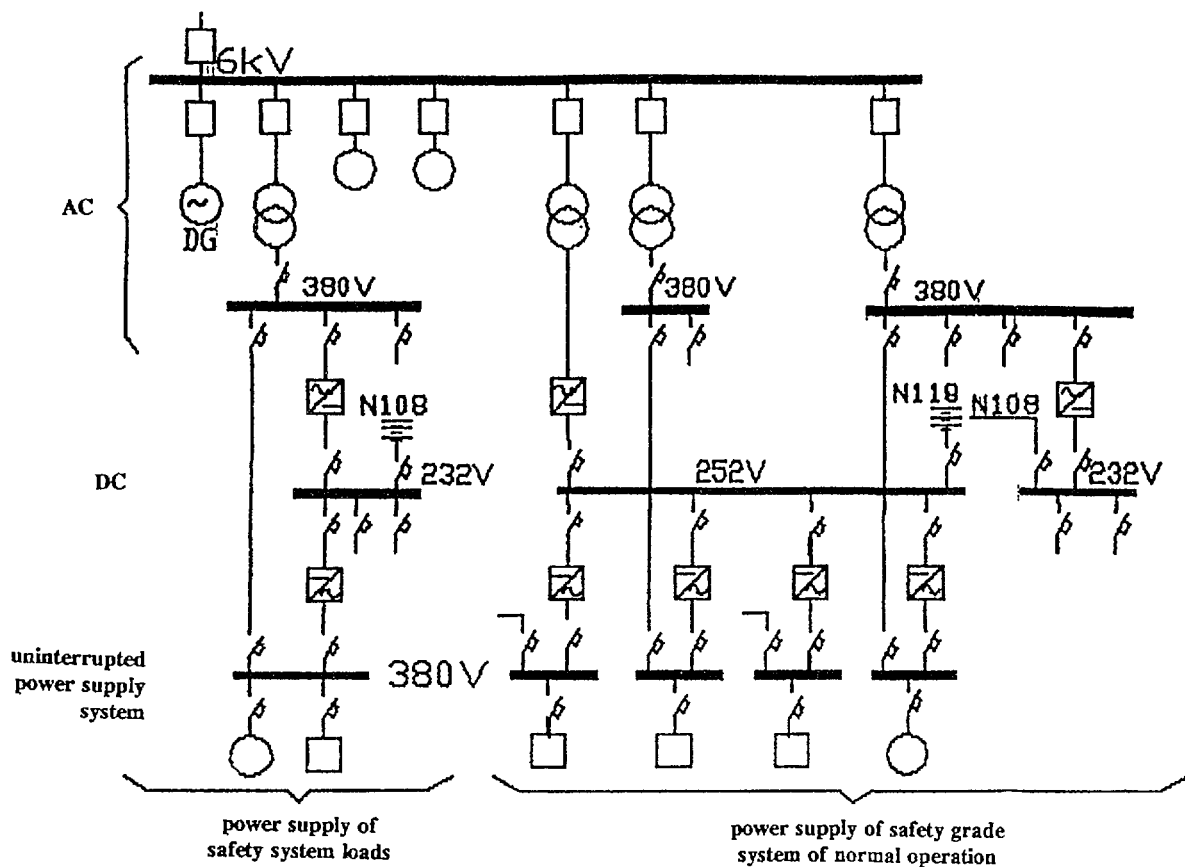 6kV
AC
DG
380V
380V
380V
N108
N118
N108
DC
232V
252V
232V
uninterrupted
power supply
system
380V
power supply of
safety system loads
power supply of safety grade
system of normal operation